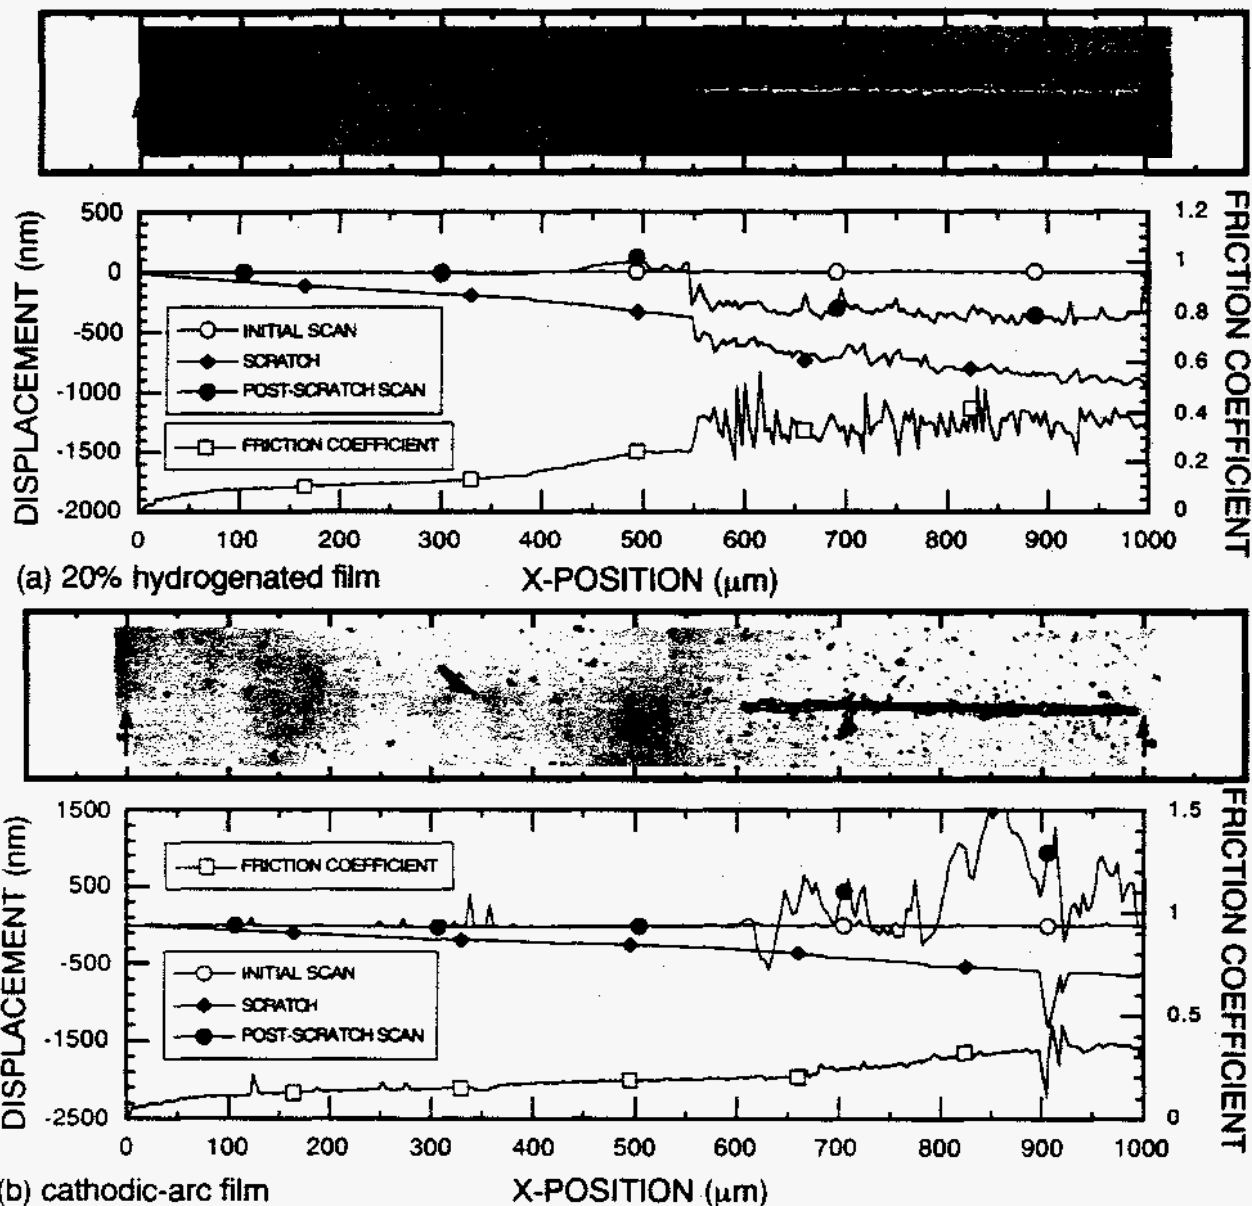 500
0
-500
-1000
-1500
-2000
DISPLACEMENT (nm)
INITIAL SCAN
SCRATCH
POST-SCRATCH SCAN
FRICTION COEFFICIENT
1.2
1
0.8
0.6
0.4
0.2
0
FRICTION COEFFICIENT
0 100 200 300 400 500 600 700 800 900 1000
(a) 20% hydrogenated film X-POSITION (μm)
1500
500
-500
-1500
-2500
DISPLACEMENT (nm)
FRICTION COEFFICIENT
INITIAL SCAN
SCRATCH
POST-SCRATCH SCAN
1.5
1
0.5
0
FRICTION COEFFICIENT
0 100 200 300 400 500 600 700 800 900 1000
(b) cathodic-arc film X-POSITION (μm)